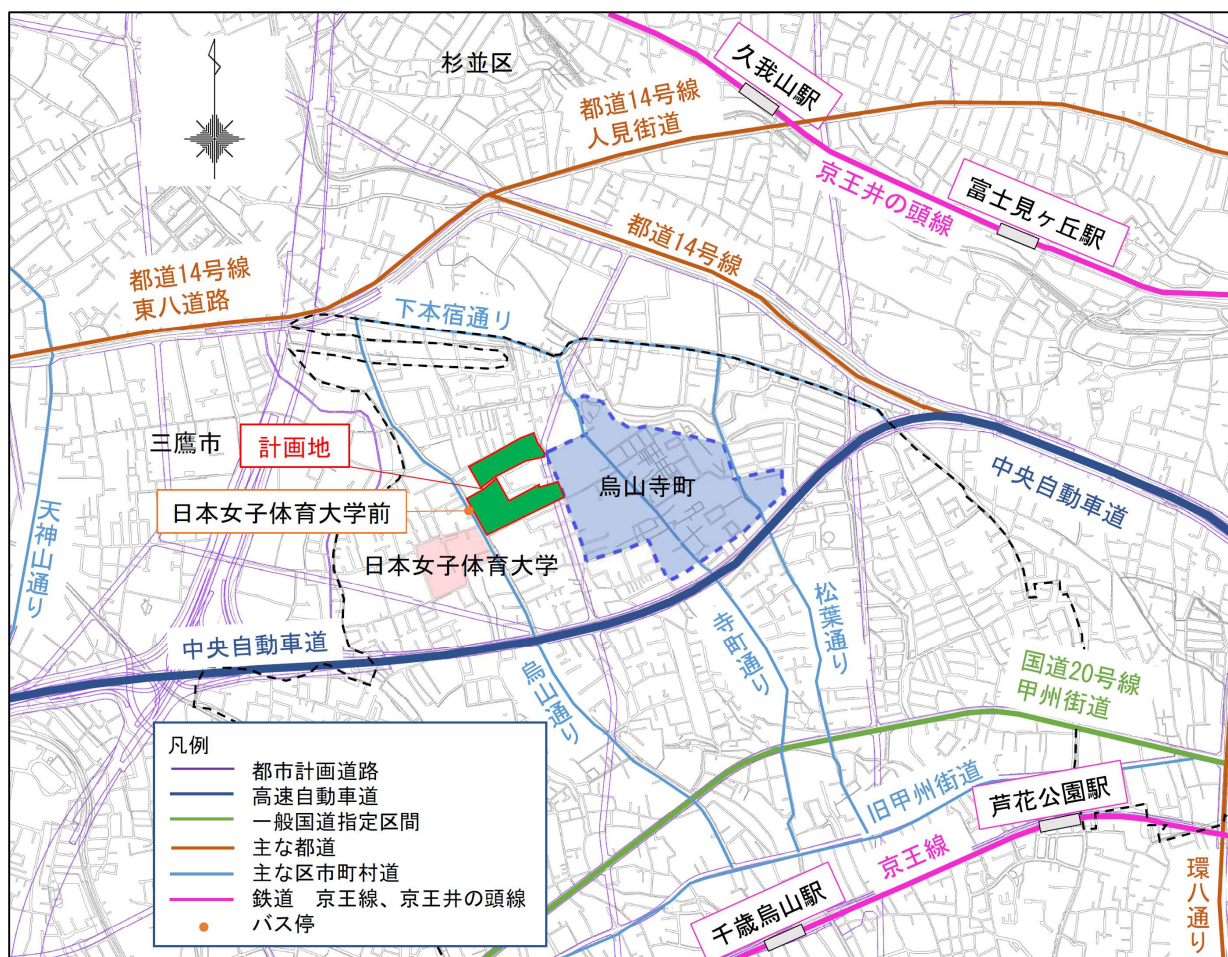 杉並区
久我山駅
都道14号線
人見街道
京王井の頭線
富士見ヶ丘駅
都道14号線
都道14号線
東八道路
下本宿通り
三鷹市
計画地
烏山寺町
中央自動車道
日本女子体育大学前
天神山通り
日本女子体育大学
松葉通り
寺町通り
中央自動車道
烏山通り
国道20号線
甲州街道
旧甲州街道
芦花公園駅
京王線
千歳烏山駅
環八通り
凡例
都市計画道路
高速自動車道
一般国道指定区間
主な都道
主な区市町村道
鉄道　京王線、京王井の頭線
バス停